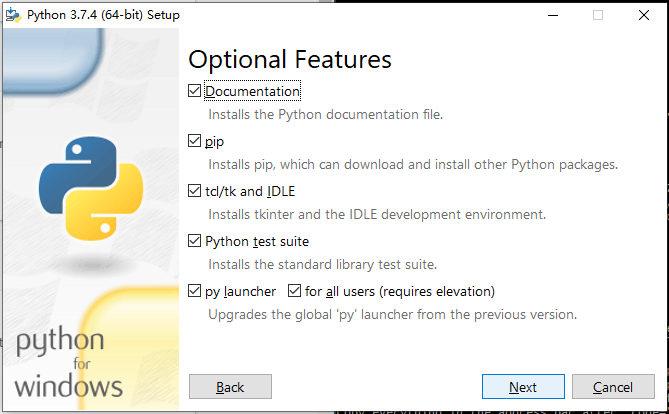 Python 3.7.4 (64-bit) Setup
Optional Features
Documentation
Installs the Python documentation file.
pip
Installs pip, which can download and install other Python packages.
tcl/tk and IDLE
Installs tkinter and the IDLE development environment.
Python test suite
Installs the standard library test suite.
py launcher for all users (requires elevation)
Upgrades the global 'py' launcher from the previous version.
python
for
windows
Back Next Cancel